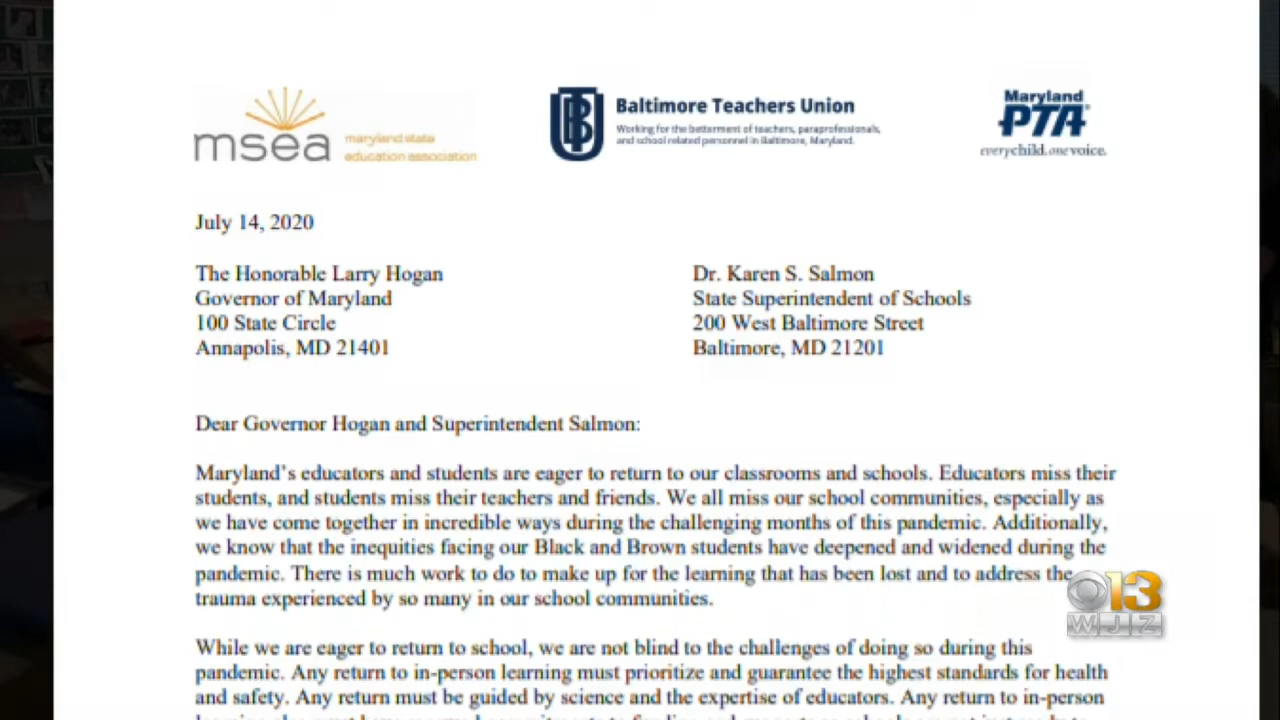 msea maryland state
education association
Baltimore Teachers Union
Working for the betterment of teachers, paraprofessionals,
and school related personnel in Baltimore, Maryland.
Maryland
PTA
everychild.onevoice.
July 14, 2020
The Honorable Larry Hogan
Governor of Maryland
100 State Circle
Annapolis, MD 21401
Dr. Karen S. Salmon
State Superintendent of Schools
200 West Baltimore Street
Baltimore, MD 21201
Dear Governor Hogan and Superintendent Salmon:
Maryland's educators and students are eager to return to our classrooms and schools. Educators miss their
students, and students miss their teachers and friends. We all miss our school communities, especially as
we have come together in incredible ways during the challenging months of this pandemic. Additionally,
we know that the inequities facing our Black and Brown students have deepened and widened during the
pandemic. There is much work to do to make up for the learning that has been lost and to address the
trauma experienced by so many in our school communities.
While we are eager to return to school, we are not blind to the challenges of doing so during this
pandemic. Any return to in-person learning must prioritize and guarantee the highest standards for health
and safety. Any return must be guided by science and the expertise of educators. Any return to in-person
13
WJZ